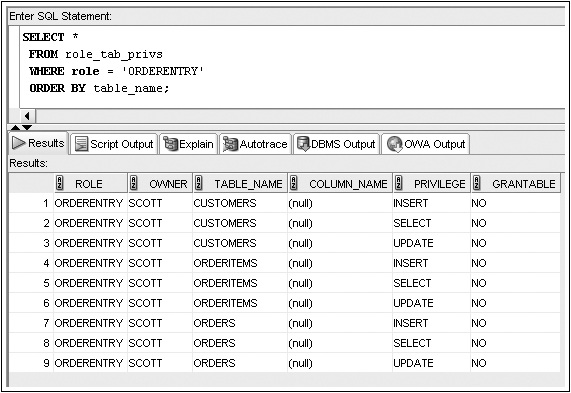 Enter SQL Statement:
SELECT *
FROM role_tab_privs
WHERE role = 'ORDERENTRY'
ORDER BY table_name;
Results Script Output Explain Autotrace DBMS Output OWA Output
Results:
ROLE OWNER TABLE_NAME COLUMN_NAME PRIVILEGE GRANTABLE
1 ORDERENTRY SCOTT CUSTOMERS (null) INSERT NO
2 ORDERENTRY SCOTT CUSTOMERS (null) SELECT NO
3 ORDERENTRY SCOTT CUSTOMERS (null) UPDATE NO
4 ORDERENTRY SCOTT ORDERITEMS (null) INSERT NO
5 ORDERENTRY SCOTT ORDERITEMS (null) SELECT NO
6 ORDERENTRY SCOTT ORDERITEMS (null) UPDATE NO
7 ORDERENTRY SCOTT ORDERS (null) INSERT NO
8 ORDERENTRY SCOTT ORDERS (null) SELECT NO
9 ORDERENTRY SCOTT ORDERS (null) UPDATE NO